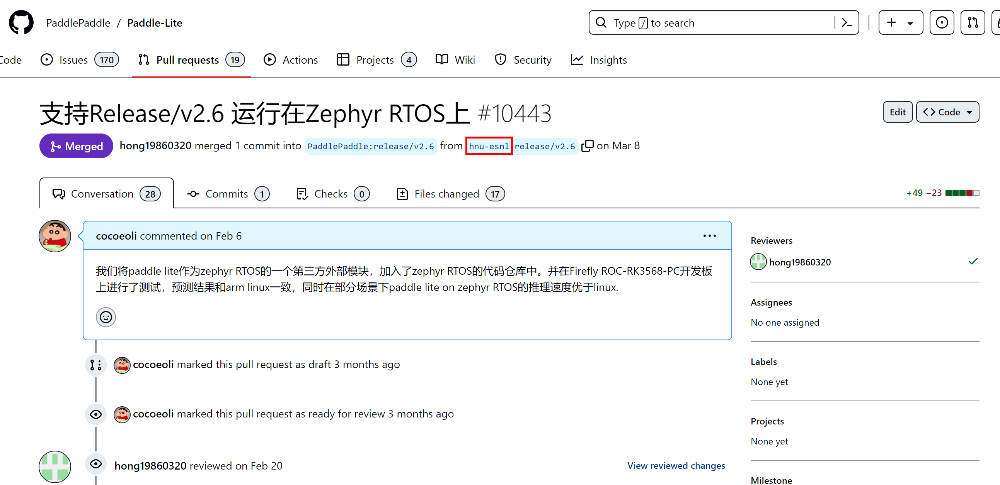 PaddlePaddle / Paddle-Lite
Type / to search
Code Issues 170 Pull requests 19 Actions Projects 4 Wiki Security Insights
支持Release/v2.6 运行在Zephyr RTOS上 #10443
Edit Code
Merged hong19860320 merged 1 commit into PaddlePaddle:release/v2.6 from hnu-esnl release/v2.6 on Mar 8
Conversation 28 Commits 1 Checks 0 Files changed 17
+49 −23
cocoeoli commented on Feb 6
我们将paddle lite作为zephyr RTOS的一个第三方外部模块，加入了zephyr RTOS的代码仓库中。并在Firefly ROC-RK3568-PC开发板
上进行了测试，预测结果和arm linux一致，同时在部分场景下paddle lite on zephyr RTOS的推理速度优于linux.
cocoeoli marked this pull request as draft 3 months ago
cocoeoli marked this pull request as ready for review 3 months ago
hong19860320 reviewed on Feb 20
View reviewed changes
Reviewers
hong19860320
Assignees
No one assigned
Labels
None yet
Projects
None yet
Milestone